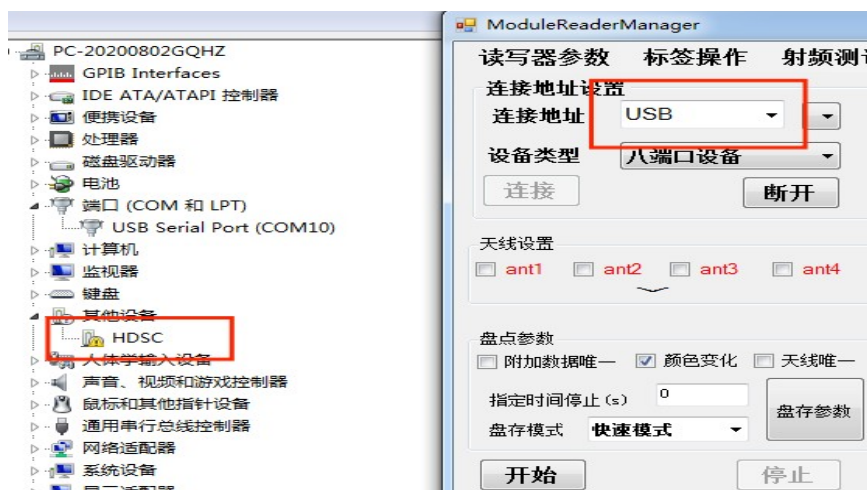 PC-20200802GQHZ
GPIB Interfaces
IDE ATA/ATAPI 控制器
便携设备
处理器
磁盘驱动器
电池
端口 (COM 和 LPT)
USB Serial Port (COM10)
计算机
监视器
键盘
其他设备
HDSC
人体学输入设备
声音、视频和游戏控制器
鼠标和其他指针设备
通用串行总线控制器
网络适配器
系统设备
显示适配器
ModuleReaderManager
读写器参数 标签操作 射频测试
连接地址设置
连接地址 USB
设备类型 八端口设备
连接 断开
天线设置
ant1 ant2 ant3 ant4
盘点参数
附加数据唯一 颜色变化 天线唯一
指定时间停止(s) 0
盘存参数
盘存模式 快速模式
开始 停止